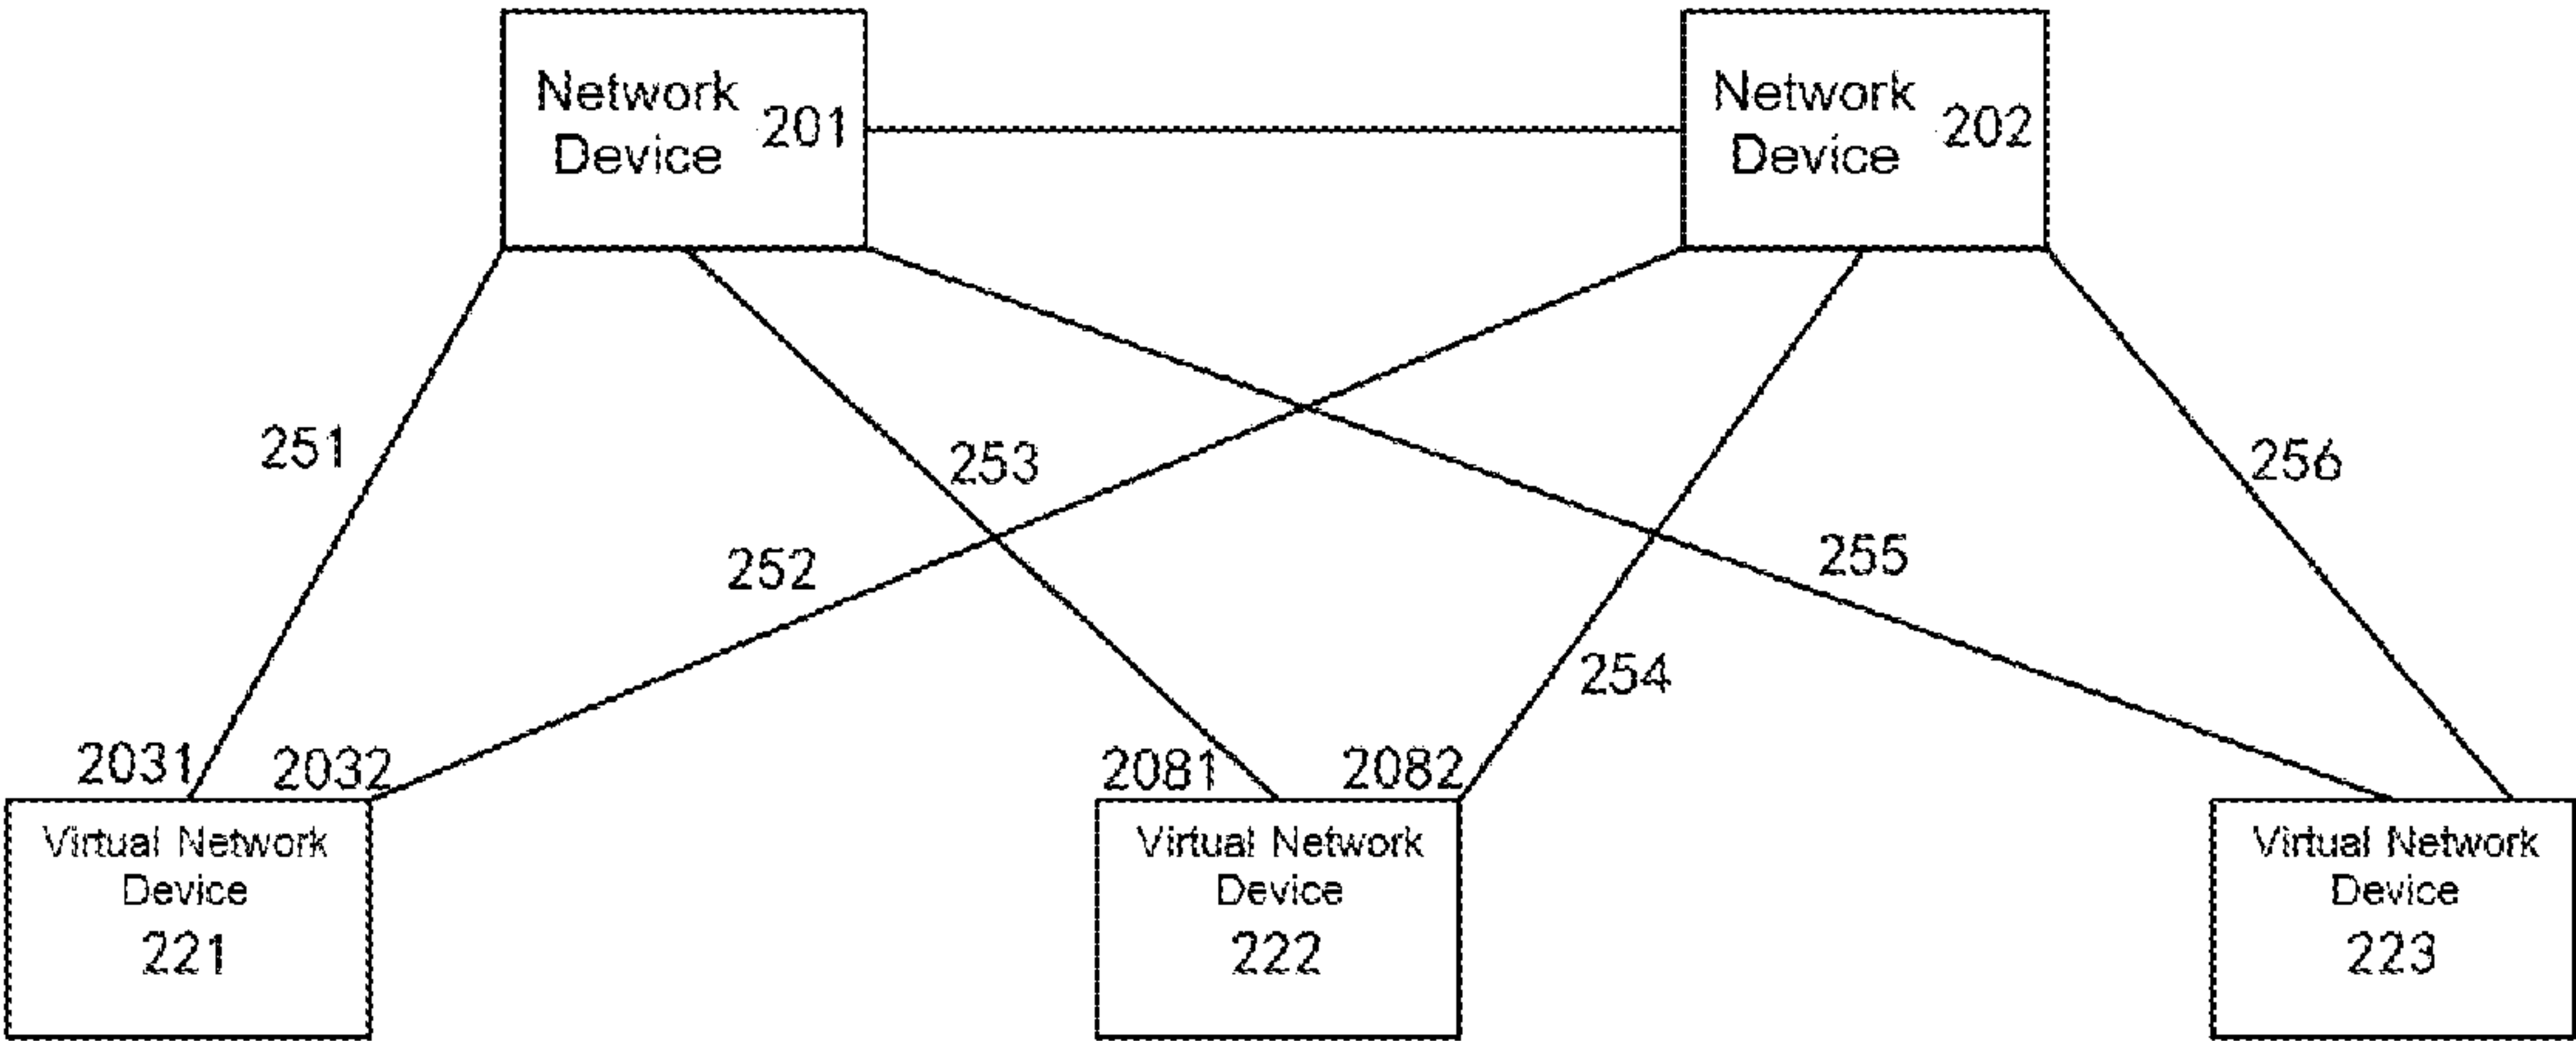 Network
Device
201
Network
Device
202
251
253
256
252
255
254
2031
2032
2081
2082
Virtual Network
Device
221
Virtual Network
Device
222
Virtual Network
Device
223